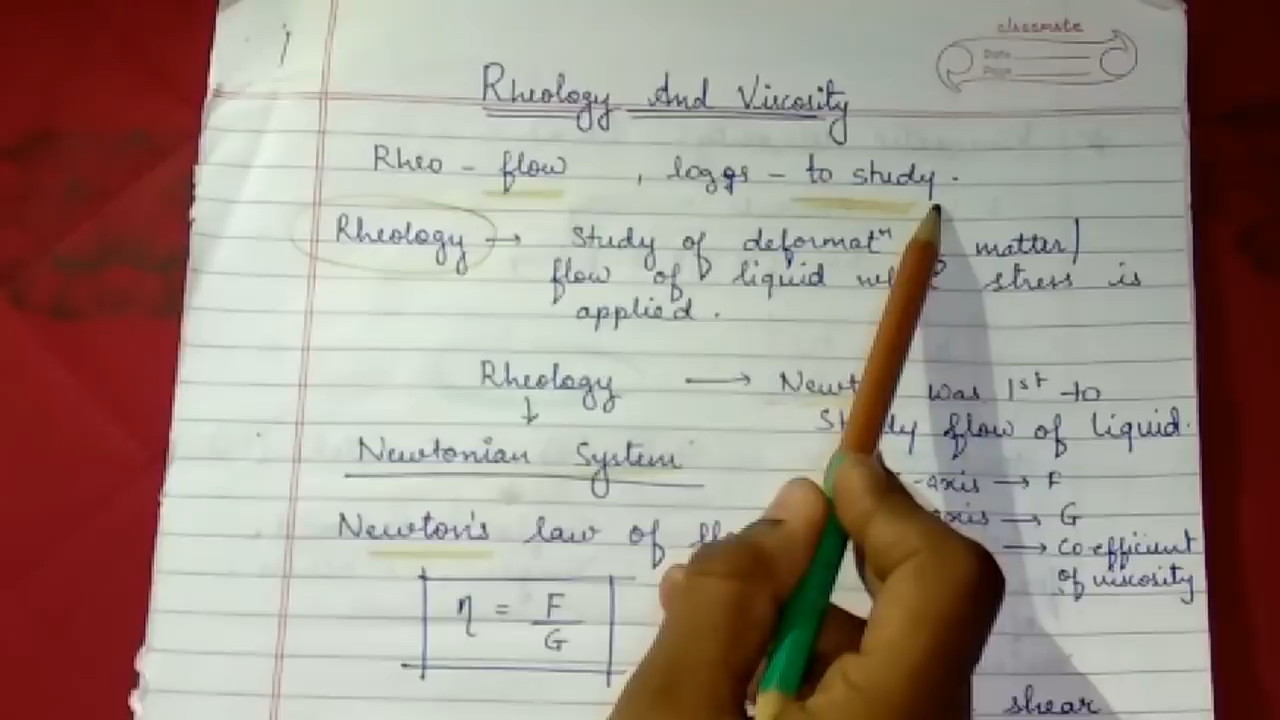 classmate
Date
Page
Rheology And Viscosity
Rheo - flow , logos - to study.
Rheology → Study of deformatⁿ matter/
flow of liquid stress is
applied.
Rheology → Newt was 1st to
↓ Study flow of liquid.
Newtonian System
-axis → F
axis → G
Newton's law of
→ Co-efficient
of viscosity
η = F
G
shear